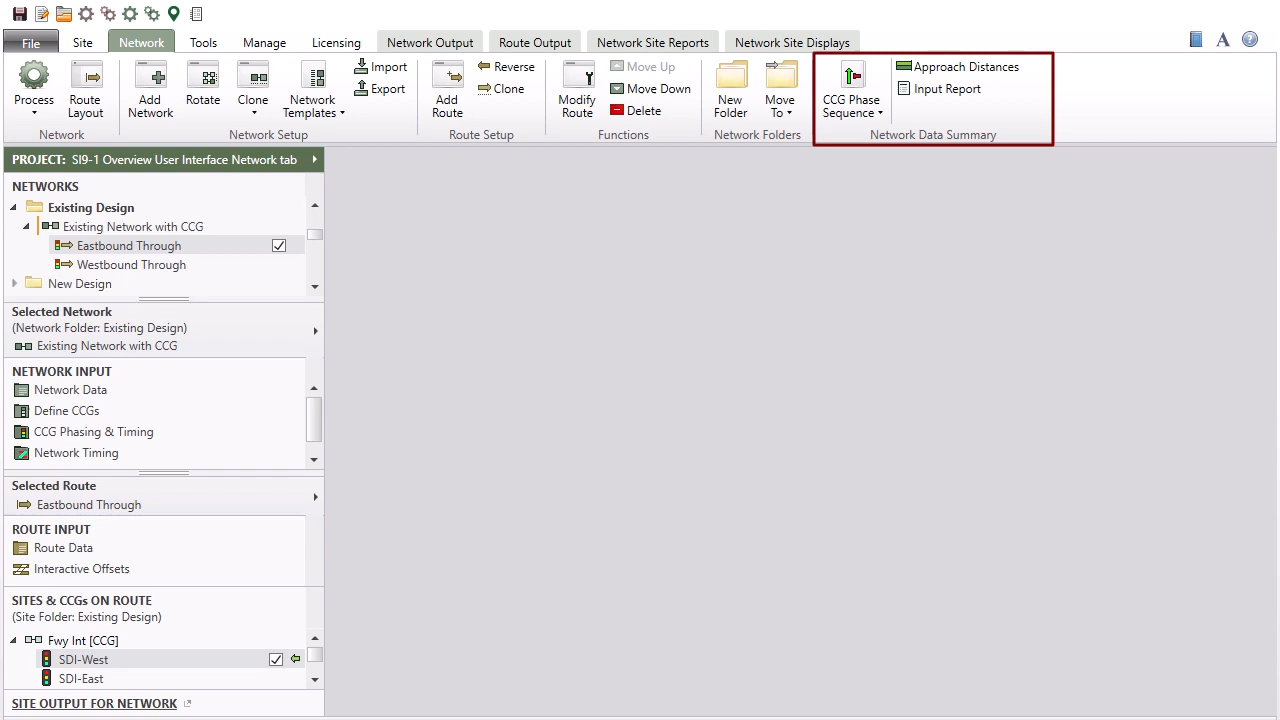 File Site Network Tools Manage Licensing Network Output Route Output Network Site Reports Network Site Displays
Process
Route Layout
Network
Add Network
Rotate
Clone
Network Templates
Import
Export
Network Setup
Add Route
Reverse
Clone
Route Setup
Modify Route
Move Up
Move Down
Delete
Functions
New Folder
Move To
Network Folders
CCG Phase Sequence
Approach Distances
Input Report
Network Data Summary
PROJECT: SI9-1 Overview User Interface Network tab
NETWORKS
Existing Design
Existing Network with CCG
Eastbound Through
Westbound Through
New Design
Selected Network
(Network Folder: Existing Design)
Existing Network with CCG
NETWORK INPUT
Network Data
Define CCGs
CCG Phasing & Timing
Network Timing
Selected Route
Eastbound Through
ROUTE INPUT
Route Data
Interactive Offsets
SITES & CCGs ON ROUTE
(Site Folder: Existing Design)
Fwy Int [CCG]
SDI-West
SDI-East
SITE OUTPUT FOR NETWORK